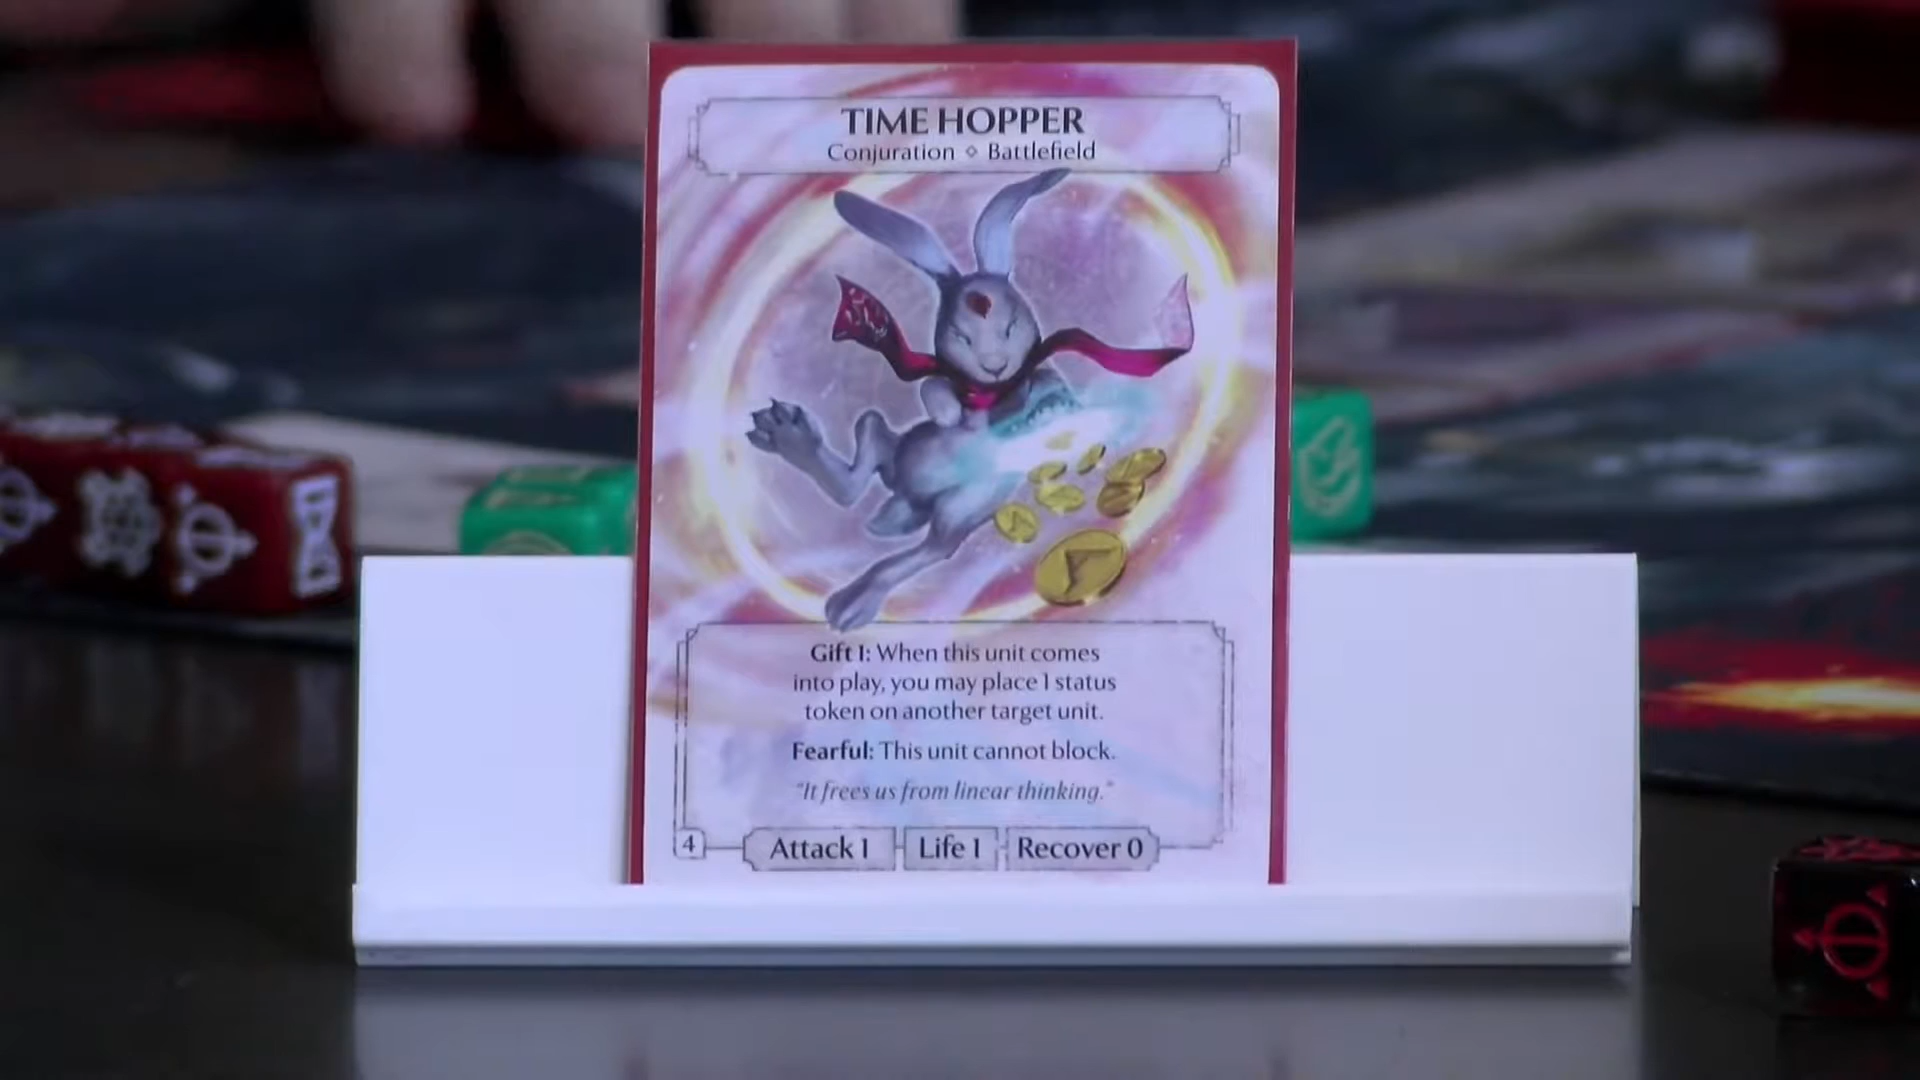 TIME HOPPER
Conjuration ⋄ Battlefield
Gift 1: When this unit comes
into play, you may place 1 status
token on another target unit.
Fearful: This unit cannot block.
"It frees us from linear thinking."
4 Attack 1 Life 1 Recover 0